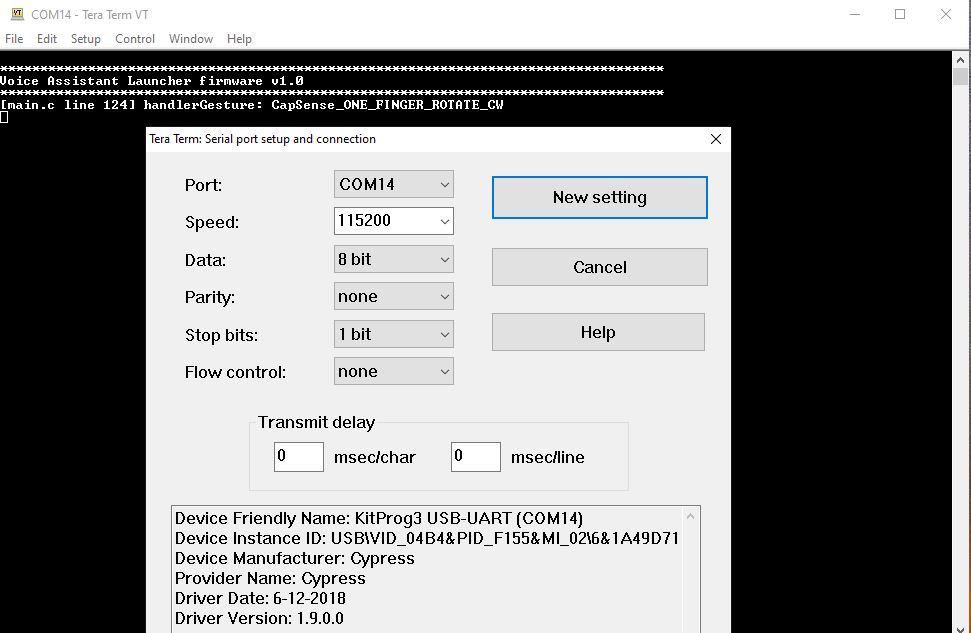 COM14 - Tera Term VT
File Edit Setup Control Window Help
********************************************************************************
Voice Assistant Launcher firmware v1.0
********************************************************************************
[main.c line 124] handlerGesture: CapSense_ONE_FINGER_ROTATE_CW
Tera Term: Serial port setup and connection
Port: COM14 New setting
Speed: 115200
Data: 8 bit Cancel
Parity: none
Stop bits: 1 bit Help
Flow control: none
Transmit delay
0 msec/char 0 msec/line
Device Friendly Name: KitProg3 USB-UART (COM14)
Device Instance ID: USB\VID_04B4&PID_F155&MI_02\6&1A49D71
Device Manufacturer: Cypress
Provider Name: Cypress
Driver Date: 6-12-2018
Driver Version: 1.9.0.0